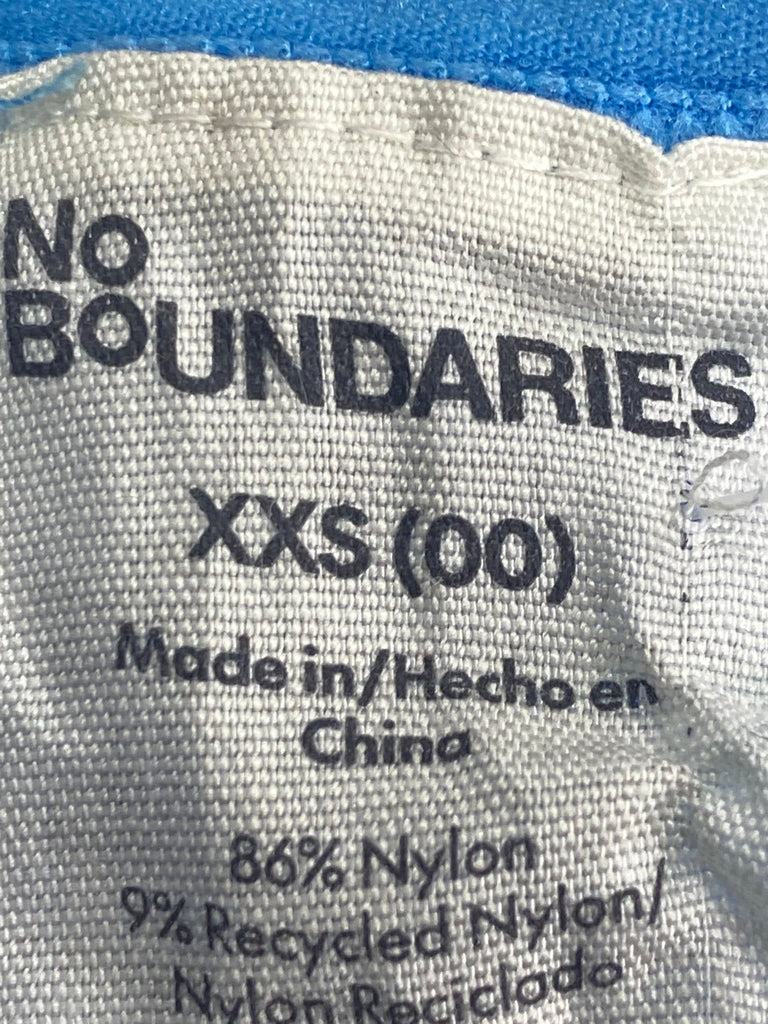 NO
BOUNDARIES
XXS (00)
Made in/Hecho en
China
86% Nylon
9% Recycled Nylon/
Nylon Reciclado